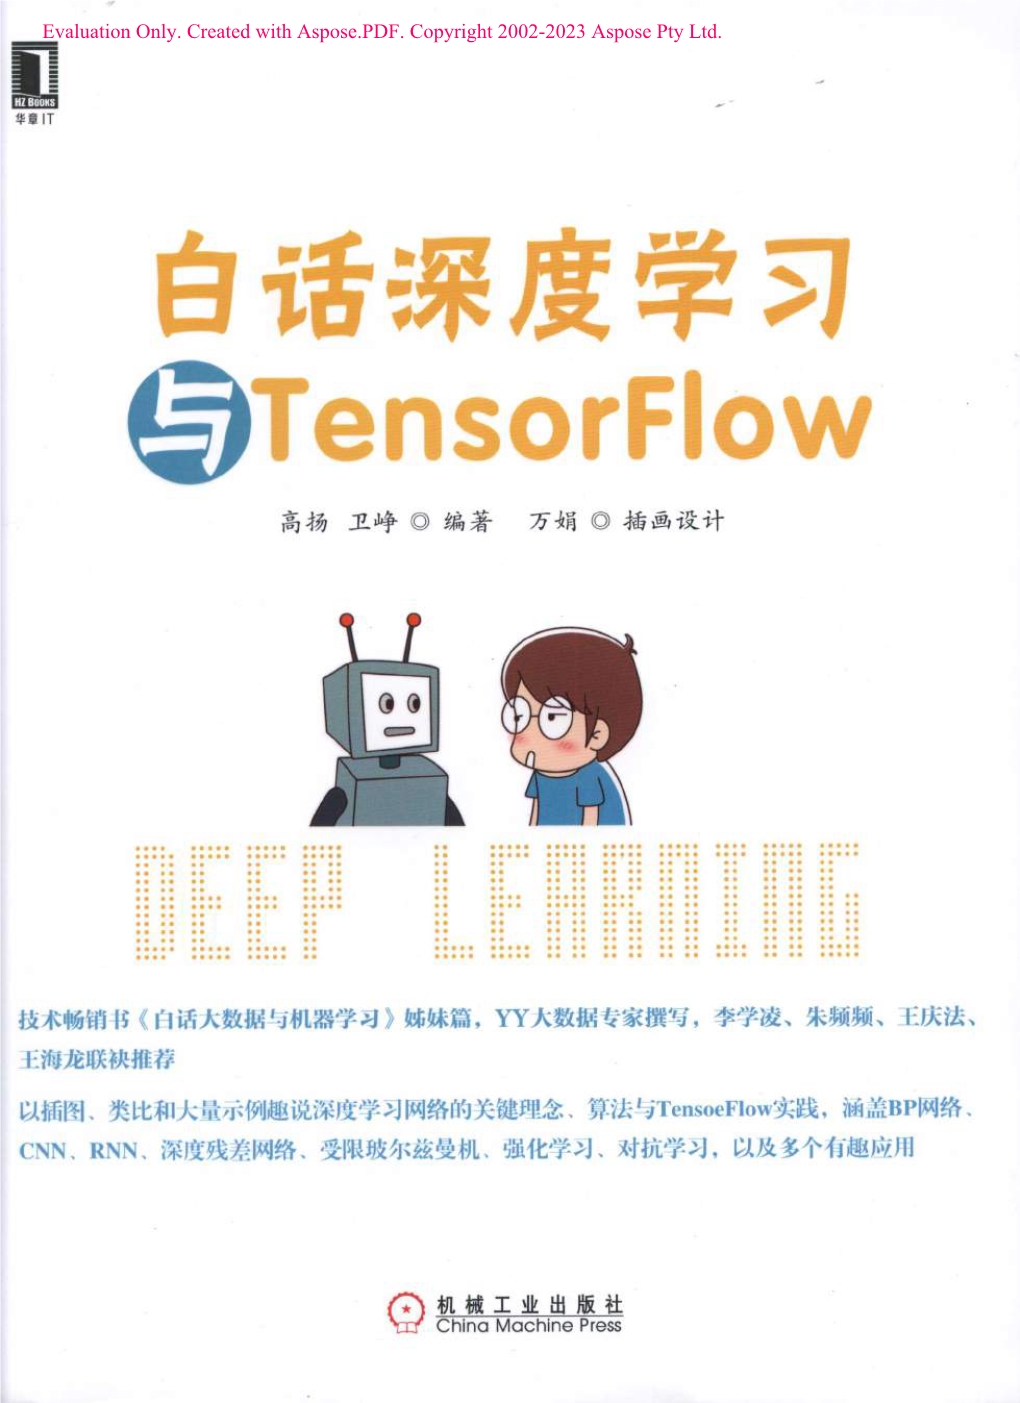 Evaluation Only. Created with Aspose.PDF. Copyright 2002-2023 Aspose Pty Ltd.
HZ BOOKS
华章IT
白话深度学习
与TensorFlow
高扬 卫峥 ◎ 编著 万娟 ◎ 插画设计
DEEP LEARNING
技术畅销书《白话大数据与机器学习》姊妹篇，YY大数据专家撰写，李学凌、朱频频、王庆法、
王海龙联袂推荐
以插图、类比和大量示例趣说深度学习网络的关键理念、算法与TensoeFlow实践，涵盖BP网络、
CNN、RNN、深度残差网络、受限玻尔兹曼机、强化学习、对抗学习，以及多个有趣应用
机械工业出版社
China Machine Press